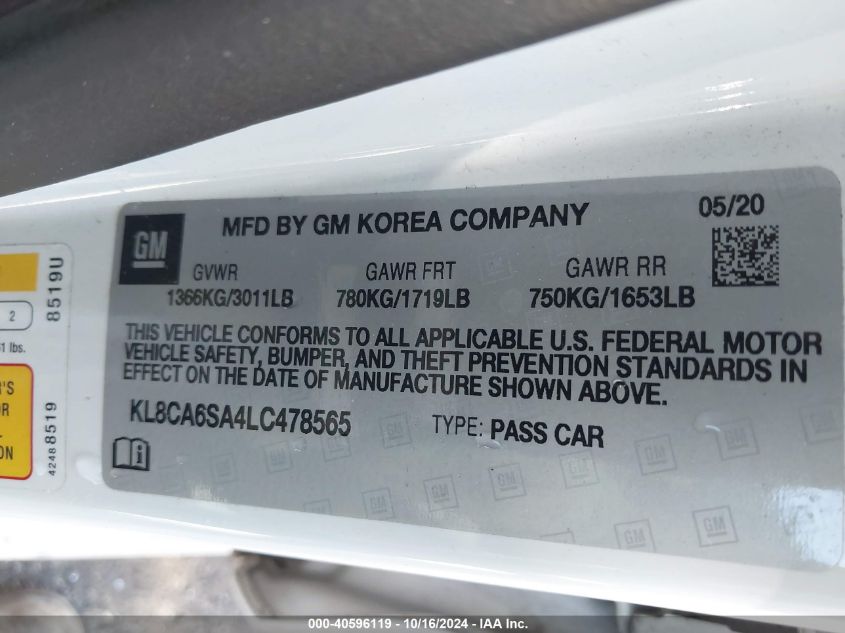 GM
MFD BY GM KOREA COMPANY
05/20
GVWR
GAWR FRT
GAWR RR
1366KG/3011LB
780KG/1719LB
750KG/1653LB
THIS VEHICLE CONFORMS TO ALL APPLICABLE U.S. FEDERAL MOTOR
VEHICLE SAFETY, BUMPER, AND THEFT PREVENTION STANDARDS IN
EFFECT ON THE DATE OF MANUFACTURE SHOWN ABOVE.
KL8CA6SA4LC478565
TYPE: PASS CAR
8519U
2
lbs.
42488519
000-40596119 - 10/16/2024 - IAA Inc.